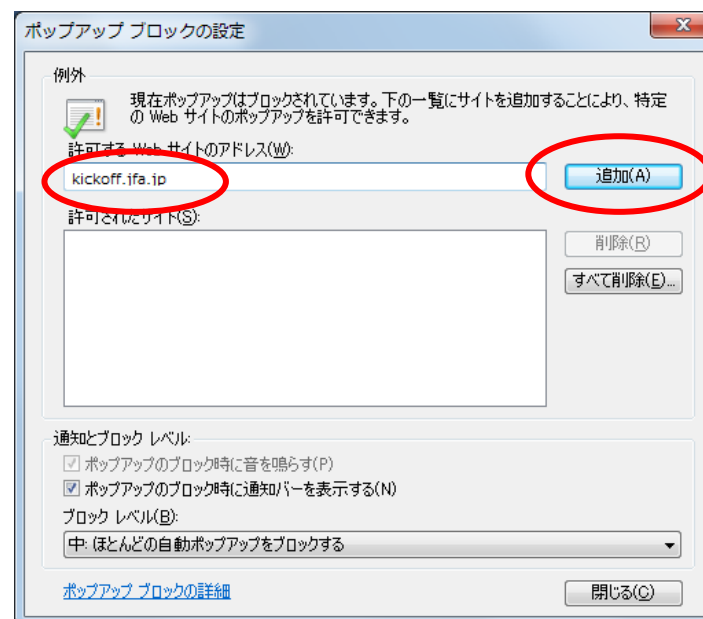 ポップアップ ブロックの設定
例外
現在ポップアップはブロックされています。下の一覧にサイトを追加することにより、特定
の Web サイトのポップアップを許可できます。
許可する Web サイトのアドレス(W):
kickoff.jfa.jp
追加(A)
許可されたサイト(S):
削除(R)
すべて削除(E)...
通知とブロック レベル:
ポップアップのブロック時に音を鳴らす(P)
ポップアップのブロック時に通知バーを表示する(N)
ブロック レベル(B):
中: ほとんどの自動ポップアップをブロックする
ポップアップ ブロックの詳細
閉じる(C)